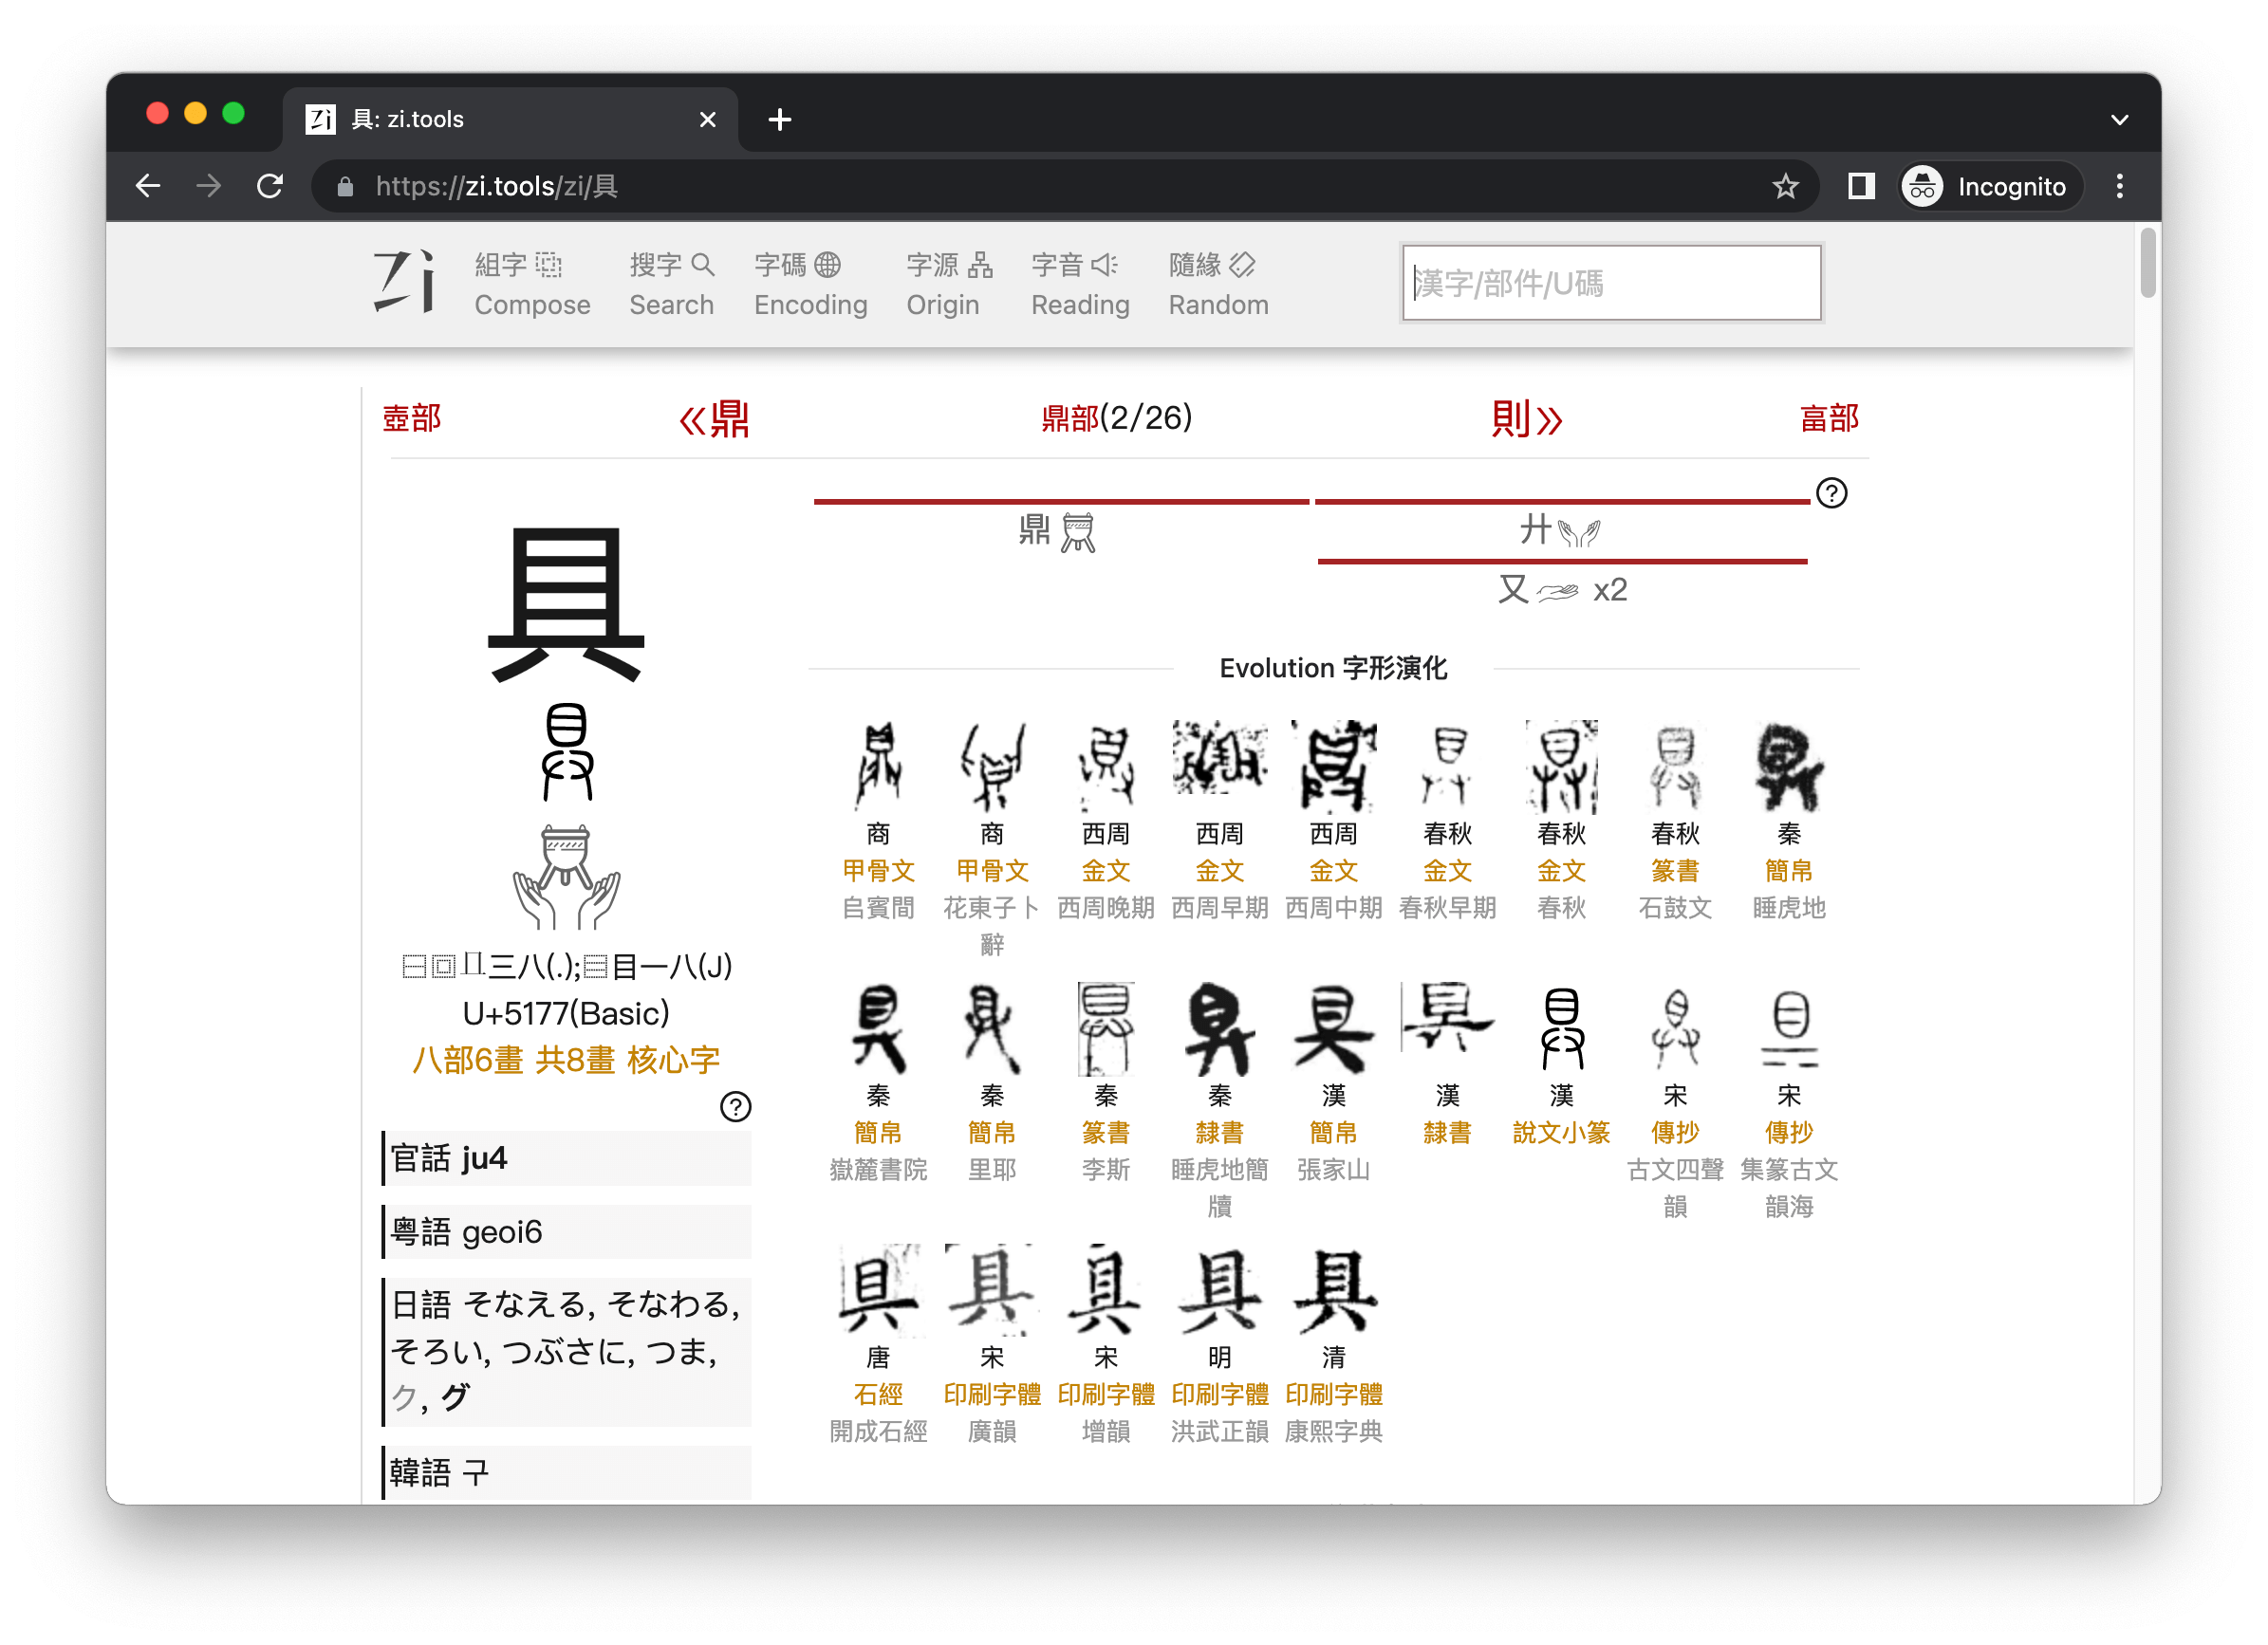 具: zi.tools
https://zi.tools/zi/具
Incognito
Zi
組字 搜字 字碼 字源 字音 隨緣
Compose Search Encoding Origin Reading Random
漢字/部件/U碼
壺部 «鼎 鼎部(2/26) 則» 畐部
鼎 廾
又 x2
具
Evolution 字形演化
商 商 西周 西周 西周 春秋 春秋 春秋 秦
甲骨文 甲骨文 金文 金文 金文 金文 金文 篆書 簡帛
𠂤賓間 花東子卜辭 西周晚期 西周早期 西周中期 春秋早期 春秋 石鼓文 睡虎地
秦 秦 秦 秦 漢 漢 漢 宋 宋
簡帛 簡帛 篆書 隸書 簡帛 隸書 說文小篆 傳抄 傳抄
嶽麓書院 里耶 李斯 睡虎地簡牘 張家山 古文四聲韻 集篆古文韻海
唐 宋 宋 明 清
石經 印刷字體 印刷字體 印刷字體 印刷字體
開成石經 廣韻 增韻 洪武正韻 康熙字典
⿱⿴𠀃三八(.);⿳目一八(J)
U+5177(Basic)
八部6畫 共8畫 核心字
官話 ju4
粤語 geoi6
日語 そなえる, そなわる,
そろい, つぶさに, つま,
ク, グ
韓語 구